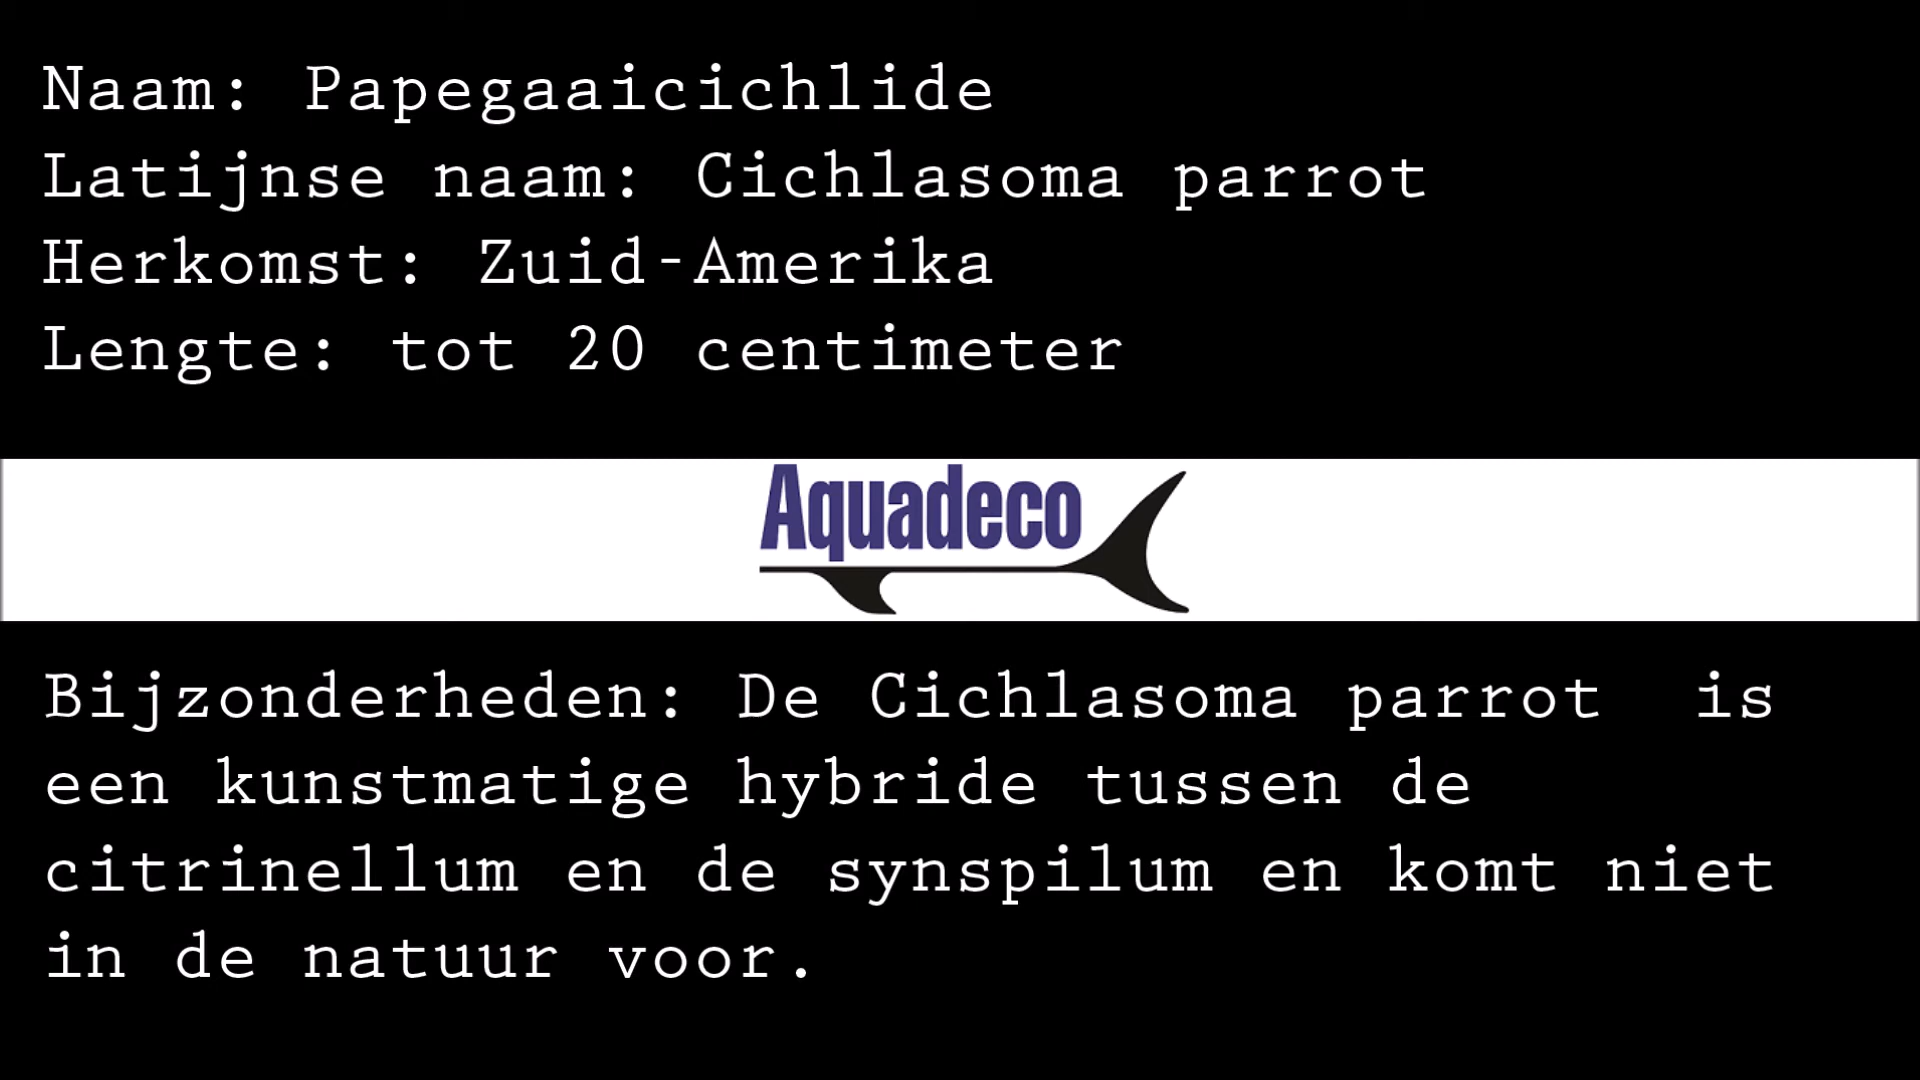 Naam: Papegaaicichlide
Latijnse naam: Cichlasoma parrot
Herkomst: Zuid-Amerika
Lengte: tot 20 centimeter
Aquadeco
Bijzonderheden: De Cichlasoma parrot  is
een kunstmatige hybride tussen de
citrinellum en de synspilum en komt niet
in de natuur voor.